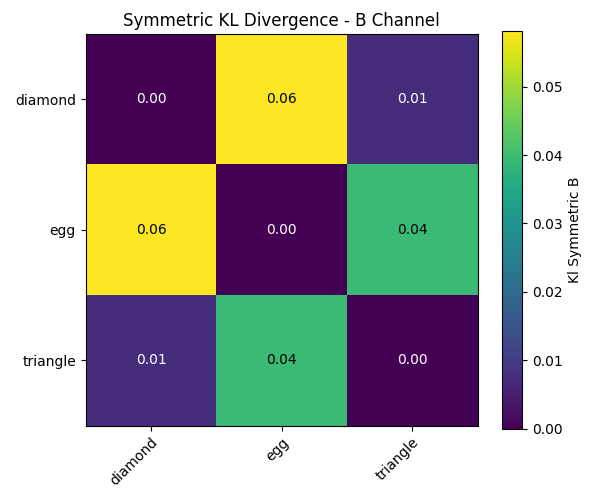 Symmetric KL Divergence - B Channel
diamond
0.00
0.06
0.01
egg
0.06
0.00
0.04
triangle
0.01
0.04
0.00
diamond
egg
triangle
0.05
0.04
0.03
0.02
0.01
0.00
Kl Symmetric B